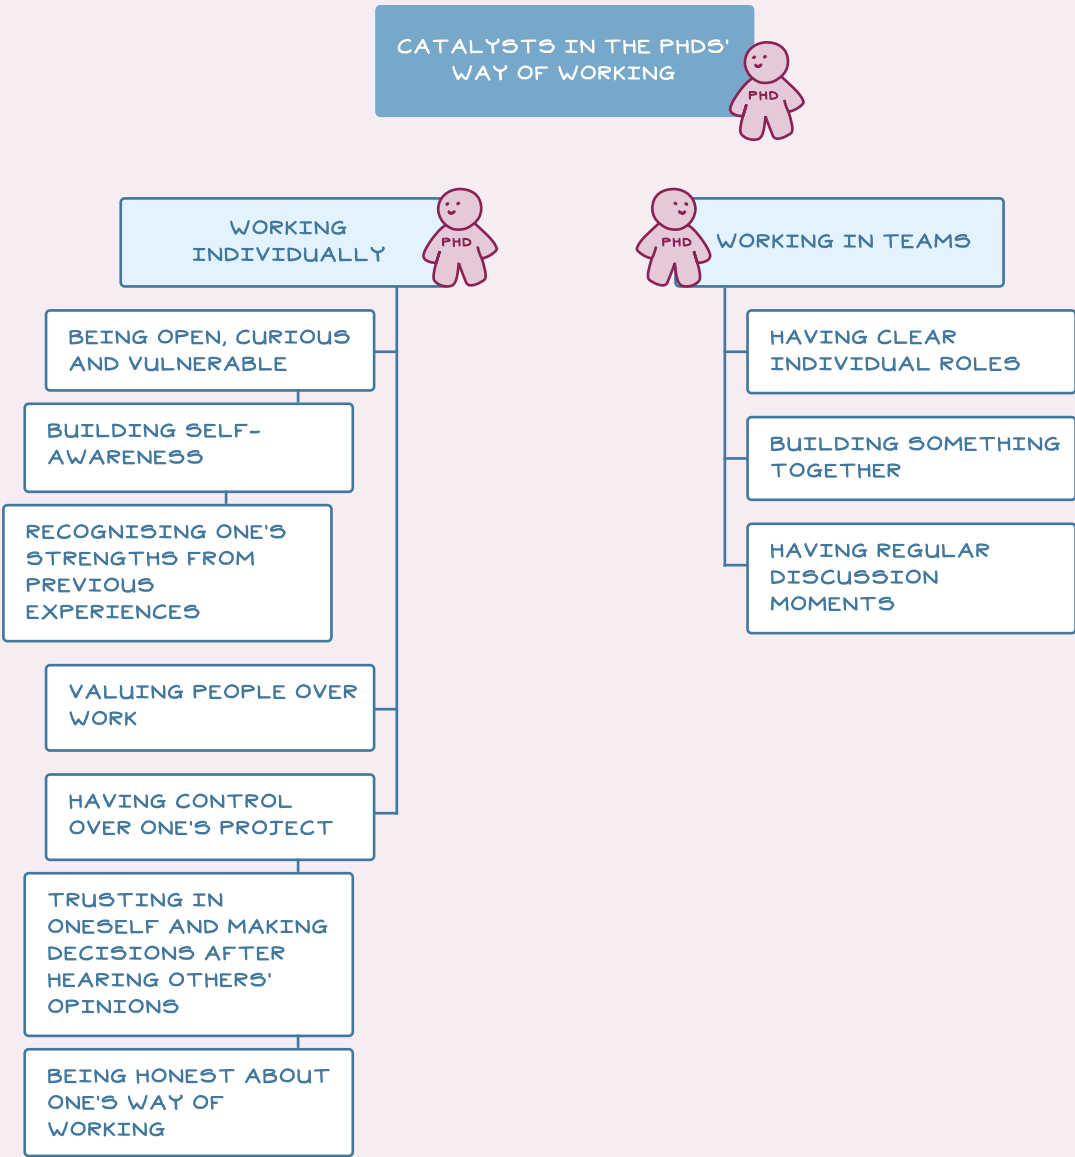 CATALYSTS IN THE PHDS'
WAY OF WORKING
PHD
WORKING
INDIVIDUALLY
PHD
BEING OPEN, CURIOUS
AND VULNERABLE
BUILDING SELF-
AWARENESS
RECOGNISING ONE'S
STRENGTHS FROM
PREVIOUS
EXPERIENCES
VALUING PEOPLE OVER
WORK
HAVING CONTROL
OVER ONE'S PROJECT
TRUSTING IN
ONESELF AND MAKING
DECISIONS AFTER
HEARING OTHERS'
OPINIONS
BEING HONEST ABOUT
ONE'S WAY OF
WORKING
PHD
WORKING IN TEAMS
HAVING CLEAR
INDIVIDUAL ROLES
BUILDING SOMETHING
TOGETHER
HAVING REGULAR
DISCUSSION
MOMENTS